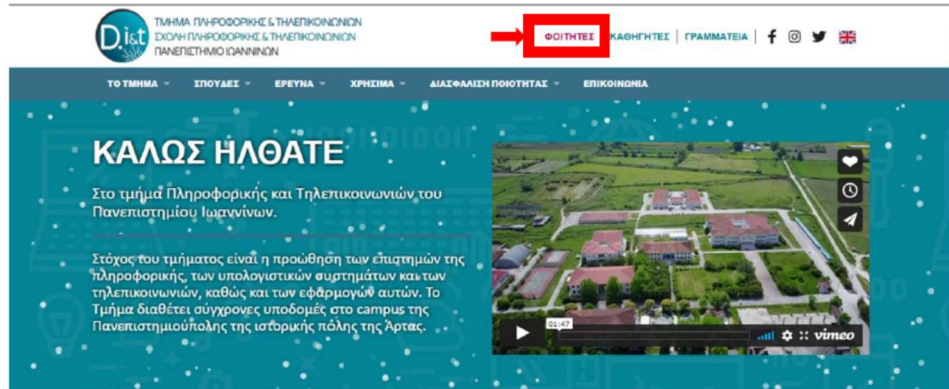 D.i&t
ΤΜΗΜΑ ΠΛΗΡΟΦΟΡΙΚΗΣ & ΤΗΛΕΠΙΚΟΙΝΩΝΙΩΝ
ΣΧΟΛΗ ΠΛΗΡΟΦΟΡΙΚΗΣ & ΤΗΛΕΠΙΚΟΙΝΩΝΙΩΝ
ΠΑΝΕΠΙΣΤΗΜΙΟ ΙΩΑΝΝΙΝΩΝ
ΦΟΙΤΗΤΕΣ ΚΑΘΗΓΗΤΕΣ | ΓΡΑΜΜΑΤΕΙΑ |
ΤΟ ΤΜΗΜΑ ΣΠΟΥΔΕΣ ΕΡΕΥΝΑ ΧΡΗΣΙΜΑ ΔΙΑΣΦΑΛΙΣΗ ΠΟΙΟΤΗΤΑΣ ΕΠΙΚΟΙΝΩΝΙΑ
ΚΑΛΩΣ ΗΛΘΑΤΕ
Στο τμήμα Πληροφορικής και Τηλεπικοινωνιών του
Πανεπιστημίου Ιωαννίνων.
Στόχος του τμήματος είναι η προώθηση των επιστημών της
πληροφορικής, των υπολογιστικών συστημάτων και των
τηλεπικοινωνιών, καθώς και των εφαρμογών αυτών. Το
Τμήμα διαθέτει σύγχρονες υποδομές στο campus της
Πανεπιστημιούπολης της ιστορικής πόλης της Άρτας.
01:47
vimeo